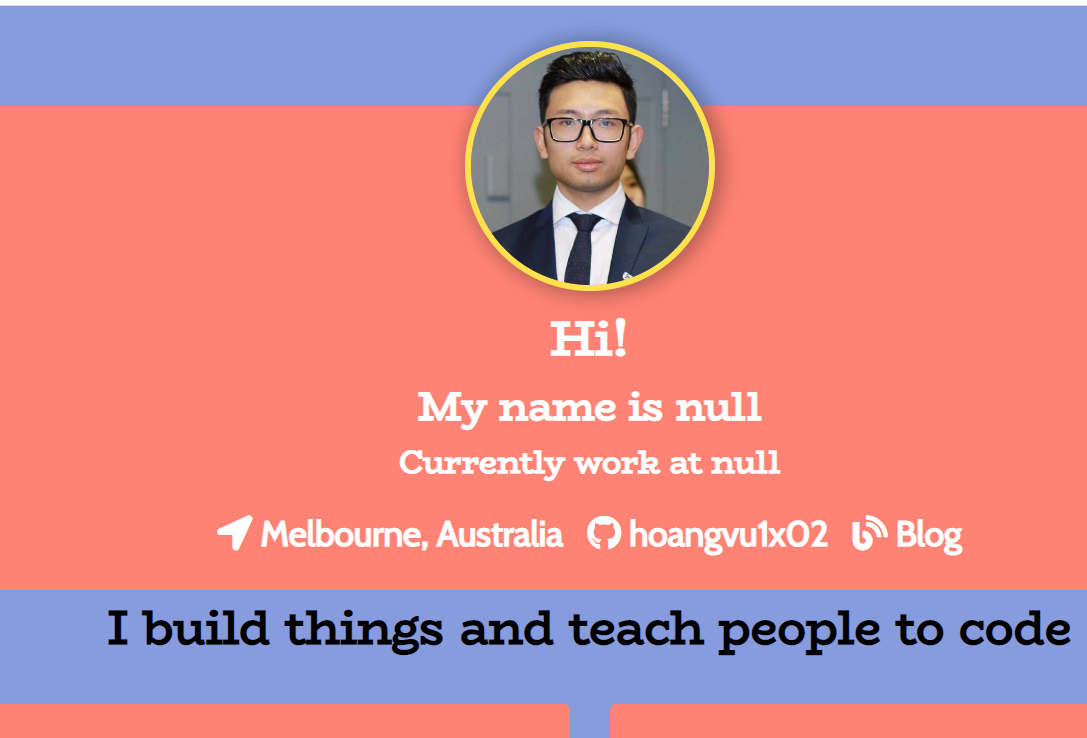 Hi!
My name is null
Currently work at null
Melbourne, Australia hoangvu1x02 Blog
I build things and teach people to code